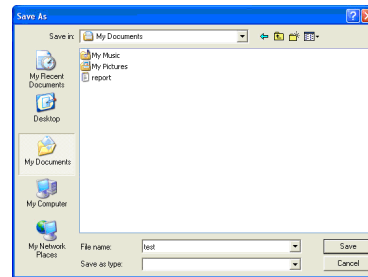 Save As
Save in:
My Documents
My Music
My Pictures
report
My Recent
Documents
Desktop
My Documents
My Computer
My Network
Places
File name:
test
Save
Save as type:
Cancel